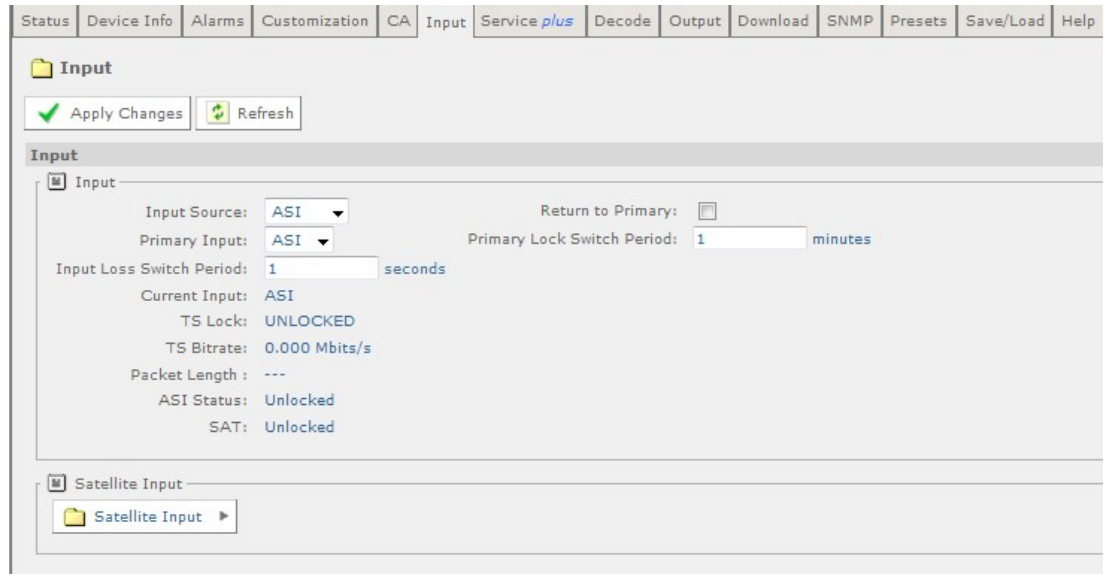 Status Device Info Alarms Customization CA Input Service plus Decode Output Download SNMP Presets Save/Load Help
Input
Apply Changes Refresh
Input
Input
Input Source: ASI Return to Primary:
Primary Input: ASI Primary Lock Switch Period: 1 minutes
Input Loss Switch Period: 1 seconds
Current Input: ASI
TS Lock: UNLOCKED
TS Bitrate: 0.000 Mbits/s
Packet Length : ---
ASI Status: Unlocked
SAT: Unlocked
Satellite Input
Satellite Input